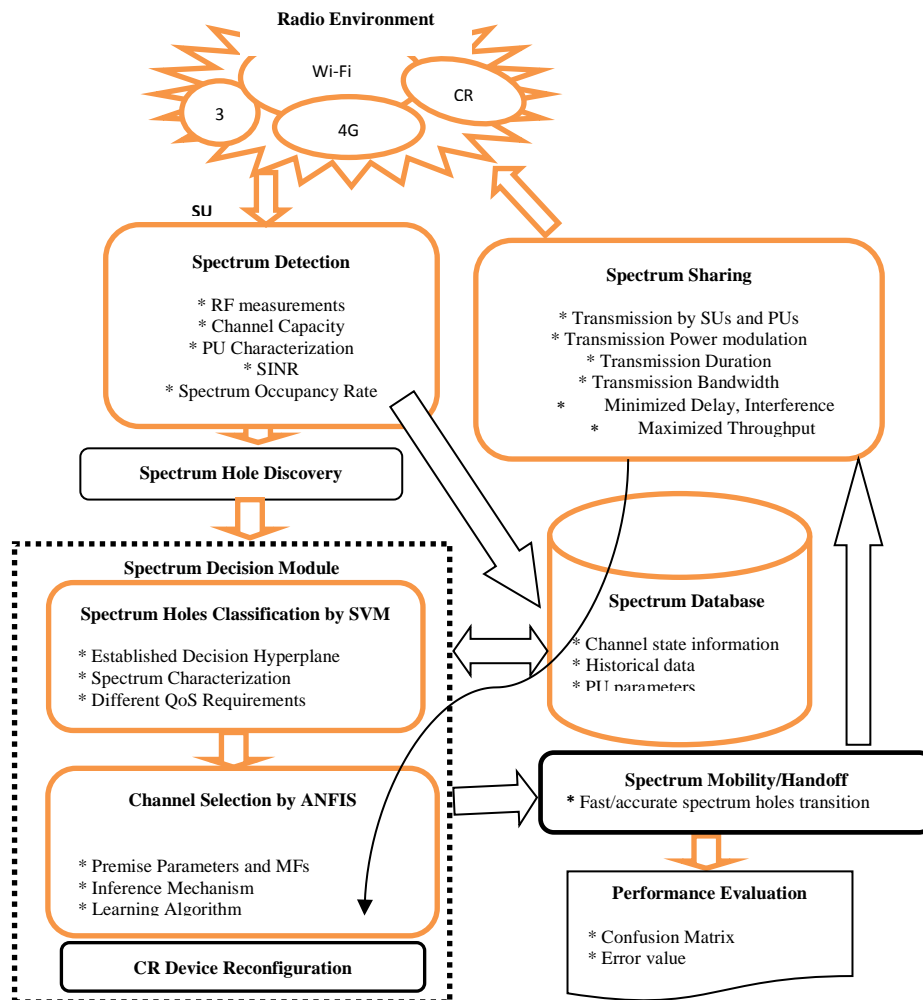 Radio Environment
Wi-Fi
CR
3
4G
SU
Spectrum Detection
* RF measurements
* Channel Capacity
* PU Characterization
* SINR
* Spectrum Occupancy Rate
Spectrum Sharing
* Transmission by SUs and PUs
* Transmission Power modulation
* Transmission Duration
* Transmission Bandwidth
* Minimized Delay, Interference
* Maximized Throughput
Spectrum Hole Discovery
Spectrum Decision Module
Spectrum Holes Classification by SVM
* Established Decision Hyperplane
* Spectrum Characterization
* Different QoS Requirements
Spectrum Database
* Channel state information
* Historical data
* PU parameters
Channel Selection by ANFIS
* Premise Parameters and MFs
* Inference Mechanism
* Learning Algorithm
CR Device Reconfiguration
Spectrum Mobility/Handoff
* Fast/accurate spectrum holes transition
Performance Evaluation
* Confusion Matrix
* Error value